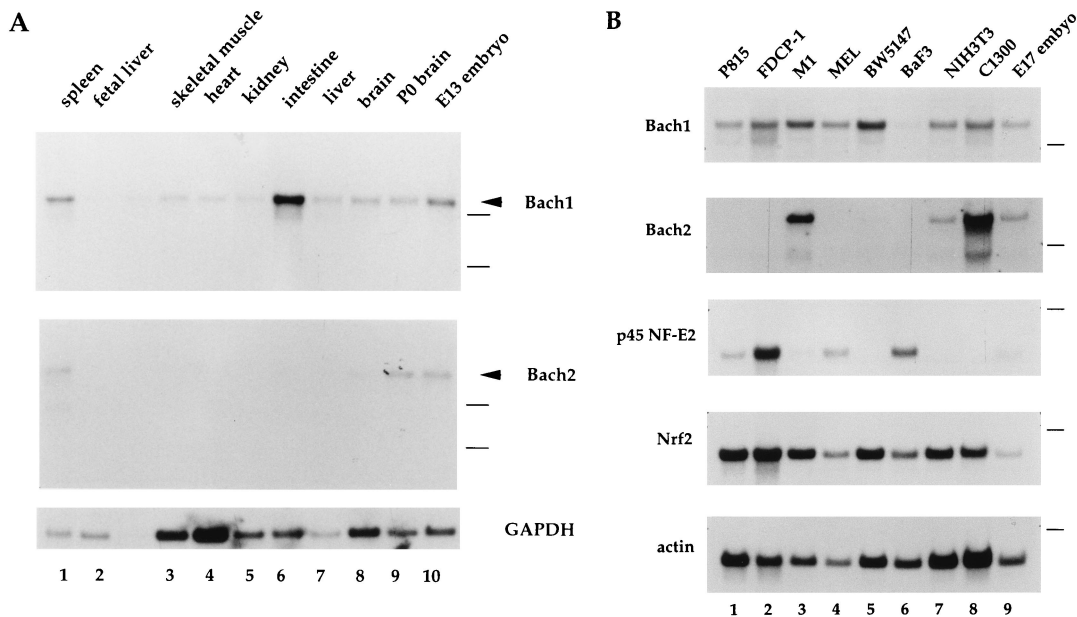 A
spleen
fetal liver
skeletal muscle
heart
kidney
intestine
liver
brain
P0 brain
E13 embryo
Bach1
Bach2
GAPDH
1 2 3 4 5 6 7 8 9 10
B
P815
FDCP-1
M1
MEL
BW5147
BaF3
NIH3T3
C1300
E17 embyo
Bach1
Bach2
p45 NF-E2
Nrf2
actin
1 2 3 4 5 6 7 8 9